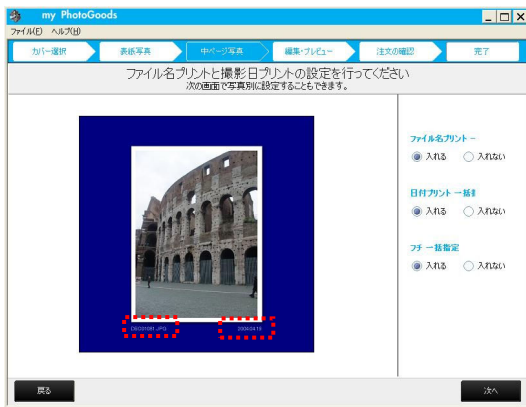 my PhotoGoods
ファイル(F) ヘルプ(H)
カバー選択 表紙写真 中ページ写真 編集・プレビュー 注文の確認 完了
ファイル名プリントと撮影日プリントの設定を行ってください
次の画面で写真別に設定することもできます。
ファイル名プリント
入れる 入れない
日付プリント 一括
入れる 入れない
フチ 一括指定
入れる 入れない
戻る 次へ